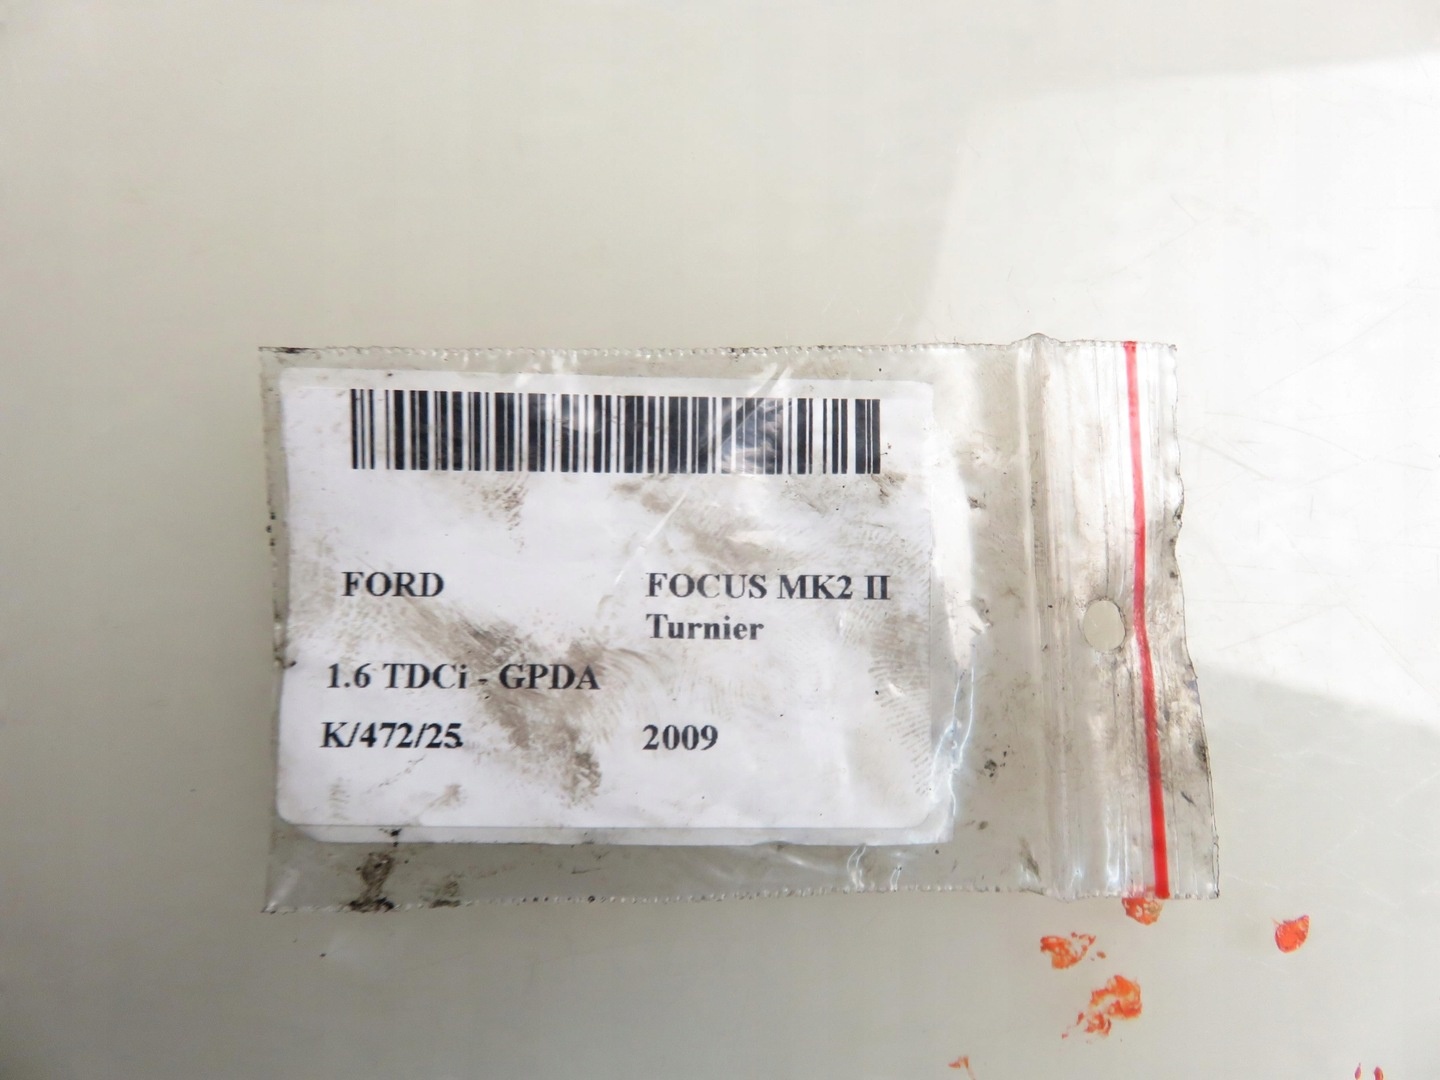 FORD
FOCUS MK2 II
Turnier
1.6 TDCi - GPDA
K/472/25
2009